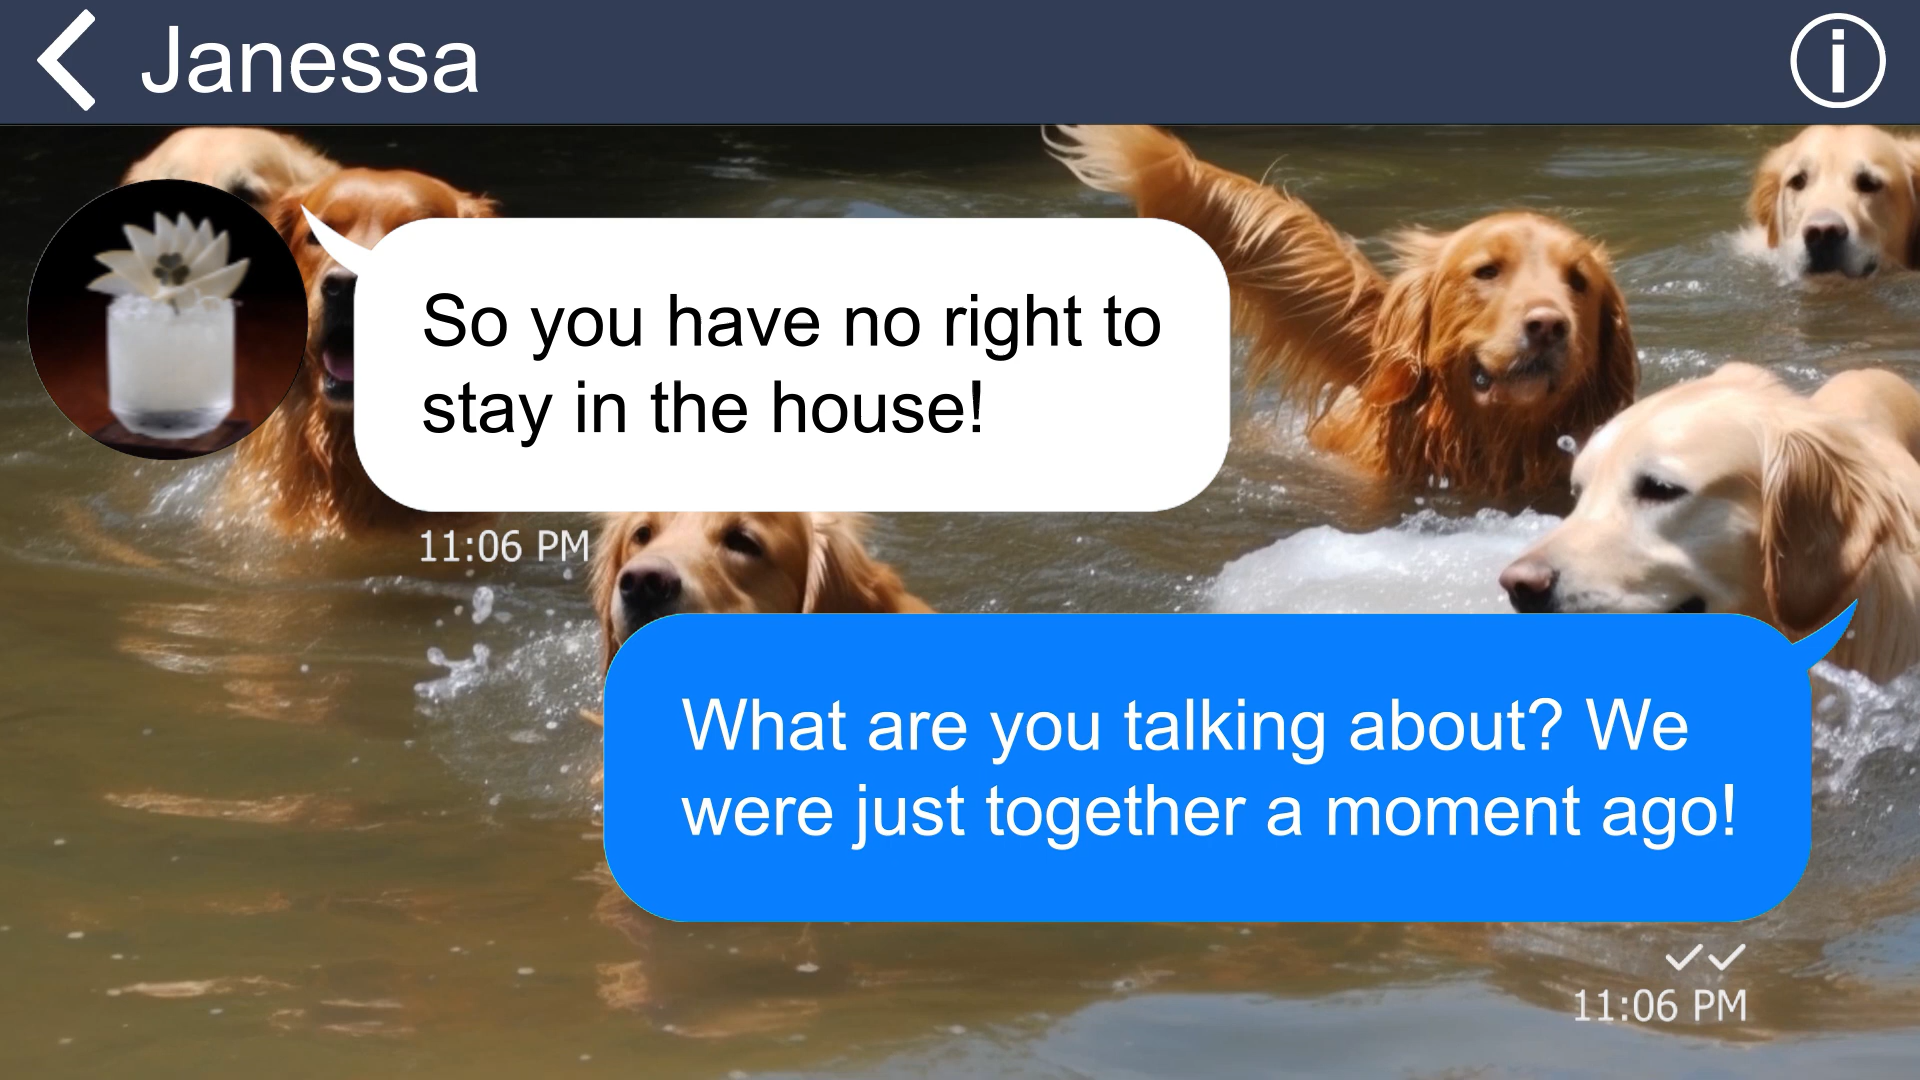 Janessa
So you have no right to
stay in the house!
11:06 PM
What are you talking about? We
were just together a moment ago!
11:06 PM